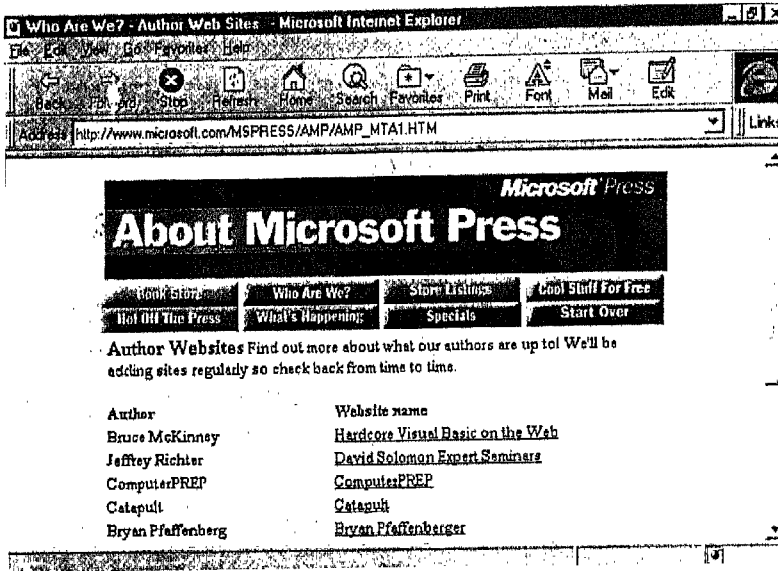 Who Are We? - Author Web Sites - Microsoft Internet Explorer
File Edit View Go Favorites Help
Back Forward Stop Refresh Home Search Favorites Print Font Mail Edit
Address http://www.microsoft.com/MSPRESS/AMP/AMP_MTA1.HTM Links
Microsoft Press
About Microsoft Press
Book Store Who Are We? Store Listings Cool Stuff For Free
Hot Off The Press What's Happening Specials Start Over
Author Websites Find out more about what our authors are up to! We'll be
adding sites regularly so check back from time to time.
Author Website name
Bruce McKinney Hardcore Visual Basic on the Web
Jeffrey Richter David Solomon Expert Seminars
ComputerPREP ComputerPREP
Catapult Catapult
Bryan Pfaffenberg Bryan Pfaffenberger